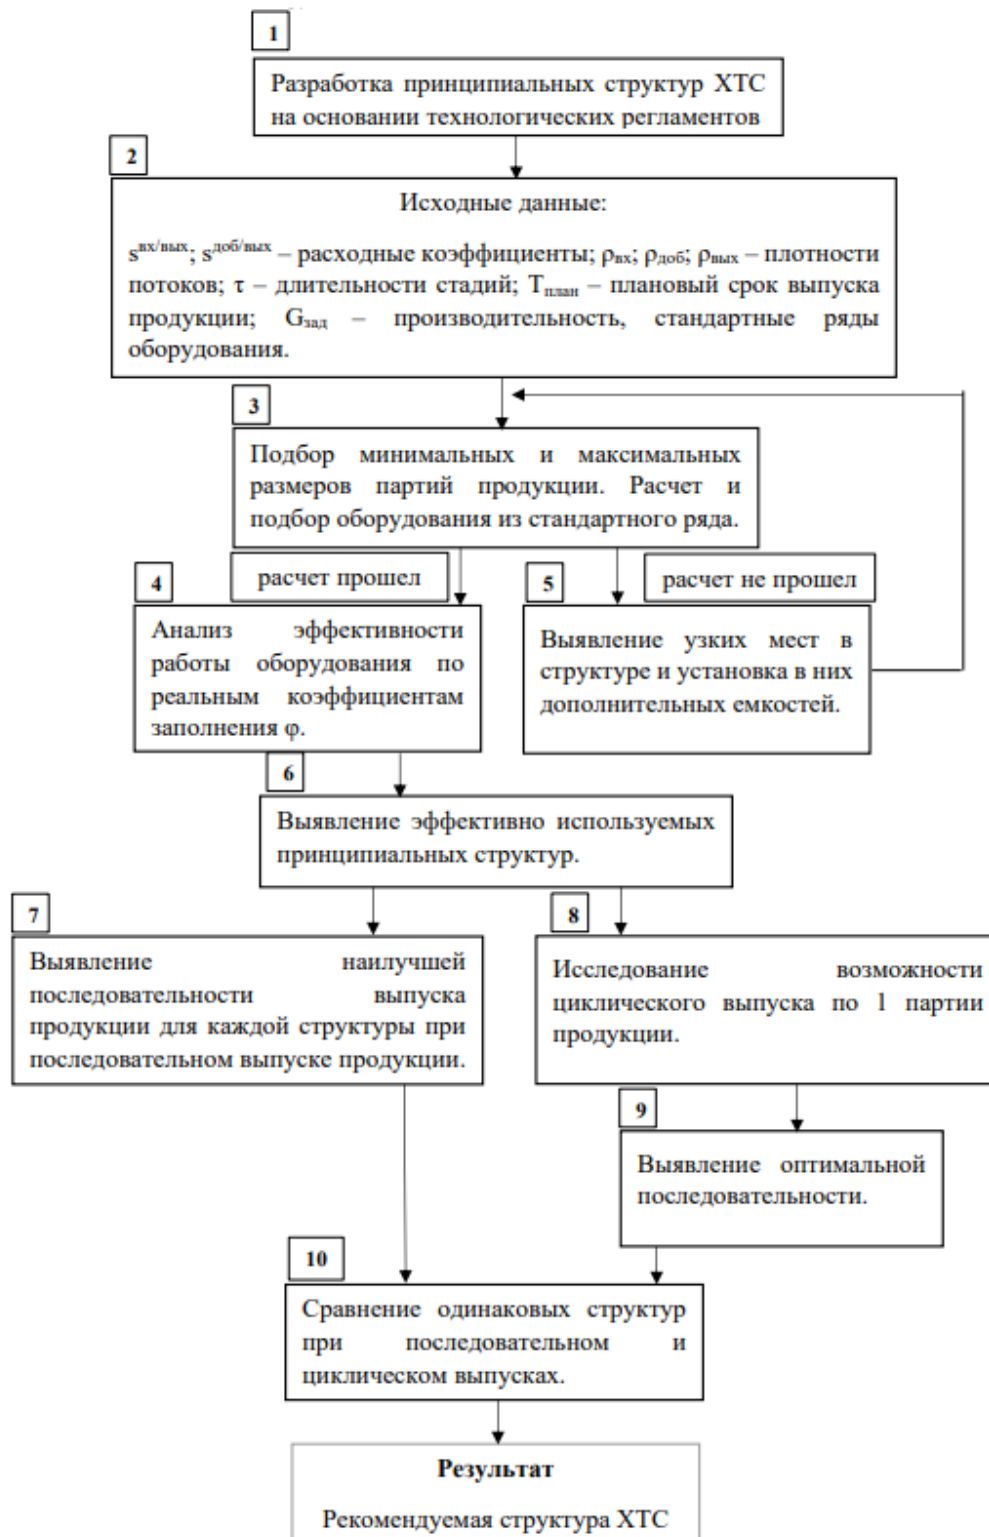 1
Разработка принципиальных структур ХТС
на основании технологических регламентов
2
Исходные данные:
sвх/вых; sдоб/вых – расходные коэффициенты; ρвх; ρдоб; ρвых – плотности
потоков; τ – длительности стадий; Тплан – плановый срок выпуска
продукции; Gзад – производительность, стандартные ряды
оборудования.
3
Подбор минимальных и максимальных
размеров партий продукции. Расчет и
подбор оборудования из стандартного ряда.
расчет прошел
расчет не прошел
4
Анализ эффективности
работы оборудования по
реальным коэффициентам
заполнения φ.
5
Выявление узких мест в
структуре и установка в них
дополнительных емкостей.
6
Выявление эффективно используемых
принципиальных структур.
7
Выявление наилучшей
последовательности выпуска
продукции для каждой структуры при
последовательном выпуске продукции.
8
Исследование возможности
циклического выпуска по 1 партии
продукции.
9
Выявление оптимальной
последовательности.
10
Сравнение одинаковых структур
при последовательном и
циклическом выпусках.
Результат
Рекомендуемая структура ХТС